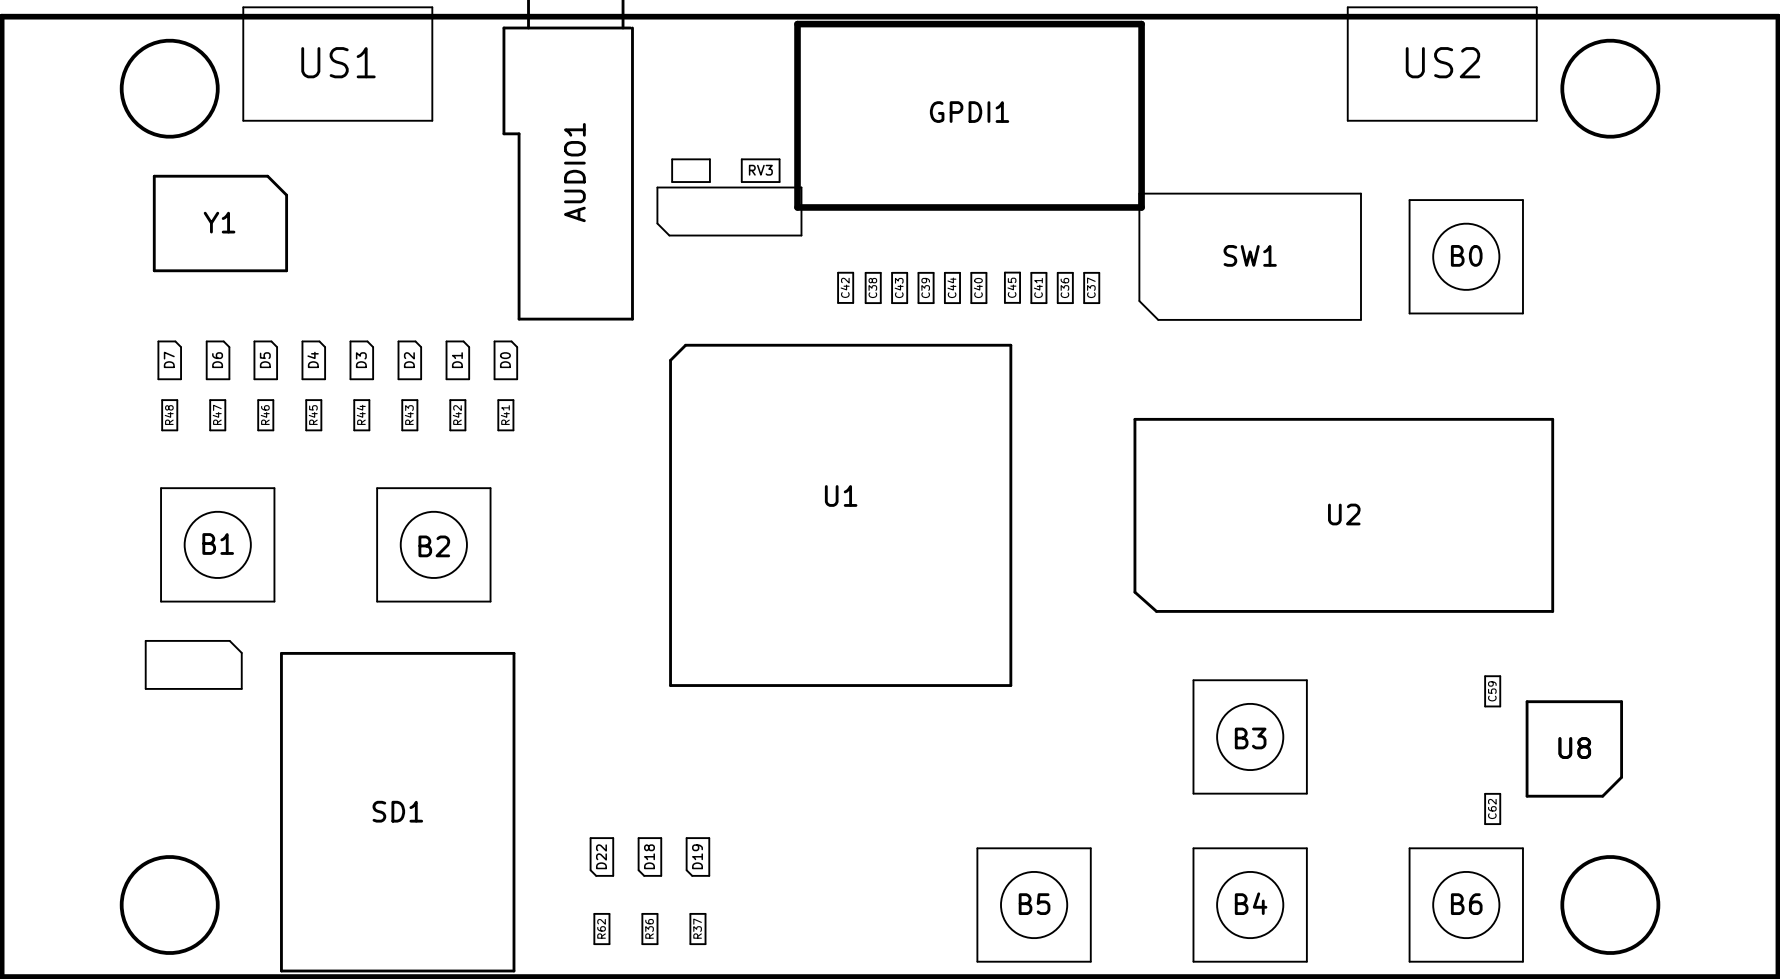 US1
US2
GPDI1
AUDIO1
RV3
Y1
SW1
B0
C42
C38
C43
C39
C44
C40
C45
C41
C36
C37
D7
D6
D5
D4
D3
D2
D1
D0
R48
R47
R46
R45
R44
R43
R42
R41
U1
U2
B1
B2
C59
B3
U8
SD1
C62
D22
D18
D19
B5
B4
B6
R62
R36
R37